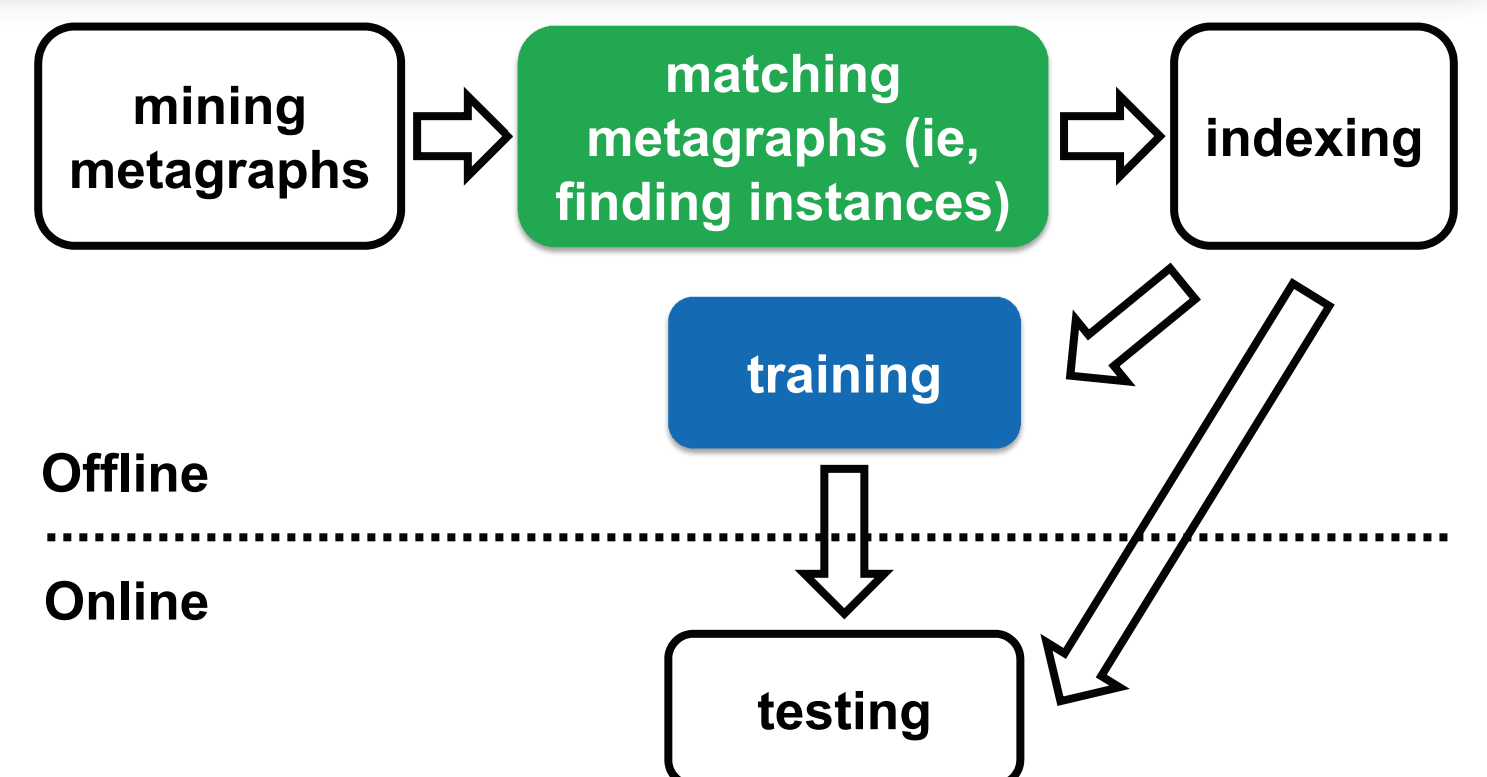 mining
metagraphs
matching
metagraphs (ie,
finding instances)
indexing
training
Offline
Online
testing